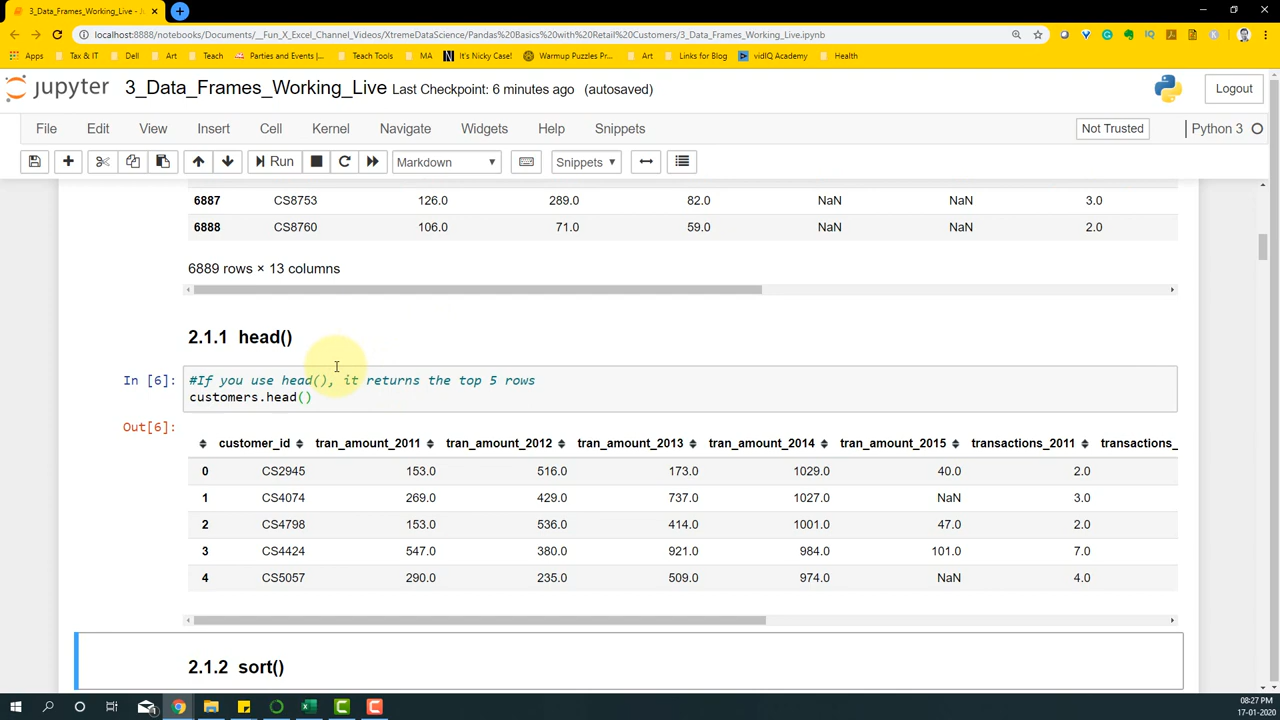 3_Data_Frames_Working_Live -
localhost:8888/notebooks/Documents/__Fun_X_Excel_Channel_Videos/XtremeDataScience/Pandas%20Basics%20with%20Retail%20Customers/3_Data_Frames_Working_Live.ipynb
Apps Tax & IT Dell Art Teach Parties and Events |... Teach Tools MA It's Nicky Case! Warmup Puzzles Pr... Art Links for Blog vidIQ Academy Health
jupyter 3_Data_Frames_Working_Live Last Checkpoint: 6 minutes ago (autosaved) Logout
File Edit View Insert Cell Kernel Navigate Widgets Help Snippets Not Trusted Python 3
Run Markdown Snippets
6887 CS8753 126.0 289.0 82.0 NaN NaN 3.0
6888 CS8760 106.0 71.0 59.0 NaN NaN 2.0
6889 rows × 13 columns
2.1.1 head()
In [6]: #If you use head(), it returns the top 5 rows
customers.head()
Out[6]:
customer_id tran_amount_2011 tran_amount_2012 tran_amount_2013 tran_amount_2014 tran_amount_2015 transactions_2011 transactions_
0 CS2945 153.0 516.0 173.0 1029.0 40.0 2.0
1 CS4074 269.0 429.0 737.0 1027.0 NaN 3.0
2 CS4798 153.0 536.0 414.0 1001.0 47.0 2.0
3 CS4424 547.0 380.0 921.0 984.0 101.0 7.0
4 CS5057 290.0 235.0 509.0 974.0 NaN 4.0
2.1.2 sort()
08:27 PM
17-01-2020